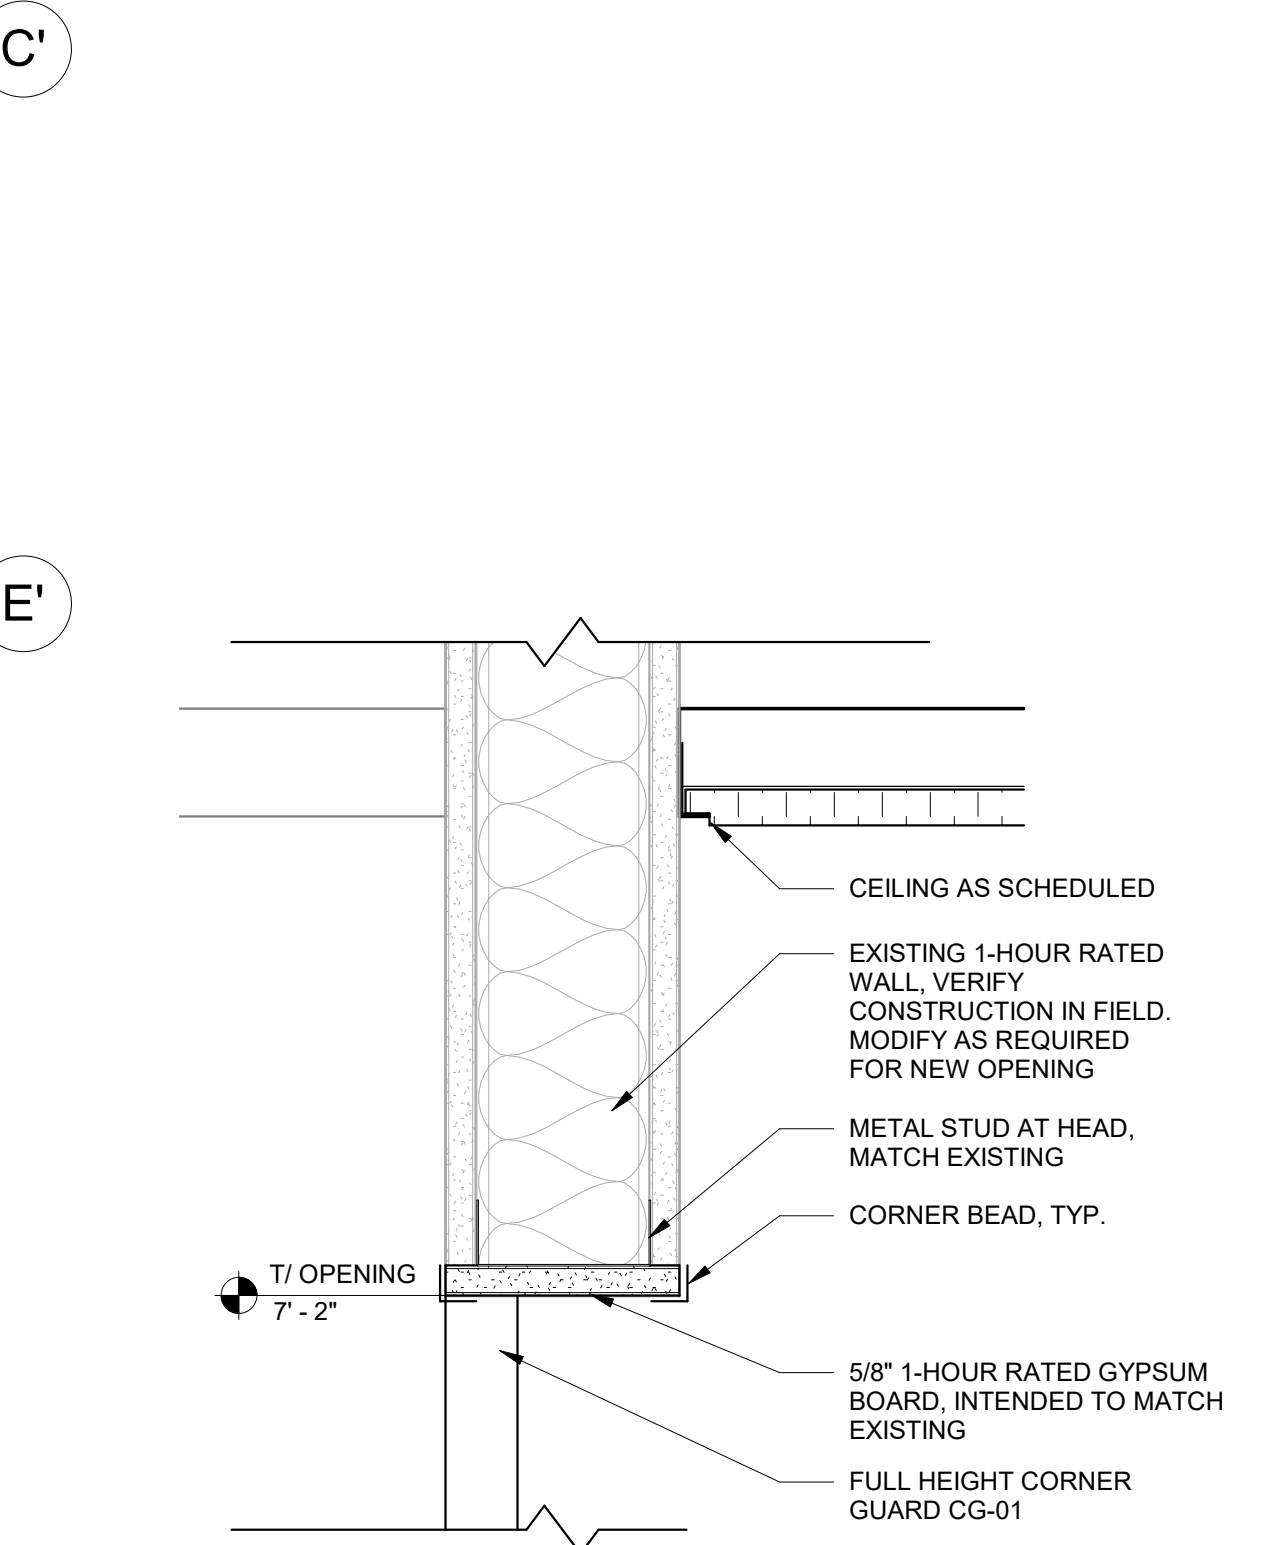 C'
E'
CEILING AS SCHEDULED
EXISTING 1-HOUR RATED
WALL, VERIFY
CONSTRUCTION IN FIELD.
MODIFY AS REQUIRED
FOR NEW OPENING
METAL STUD AT HEAD,
MATCH EXISTING
CORNER BEAD, TYP.
T/ OPENING
7' - 2"
5/8" 1-HOUR RATED GYPSUM
BOARD, INTENDED TO MATCH
EXISTING
FULL HEIGHT CORNER
GUARD CG-01